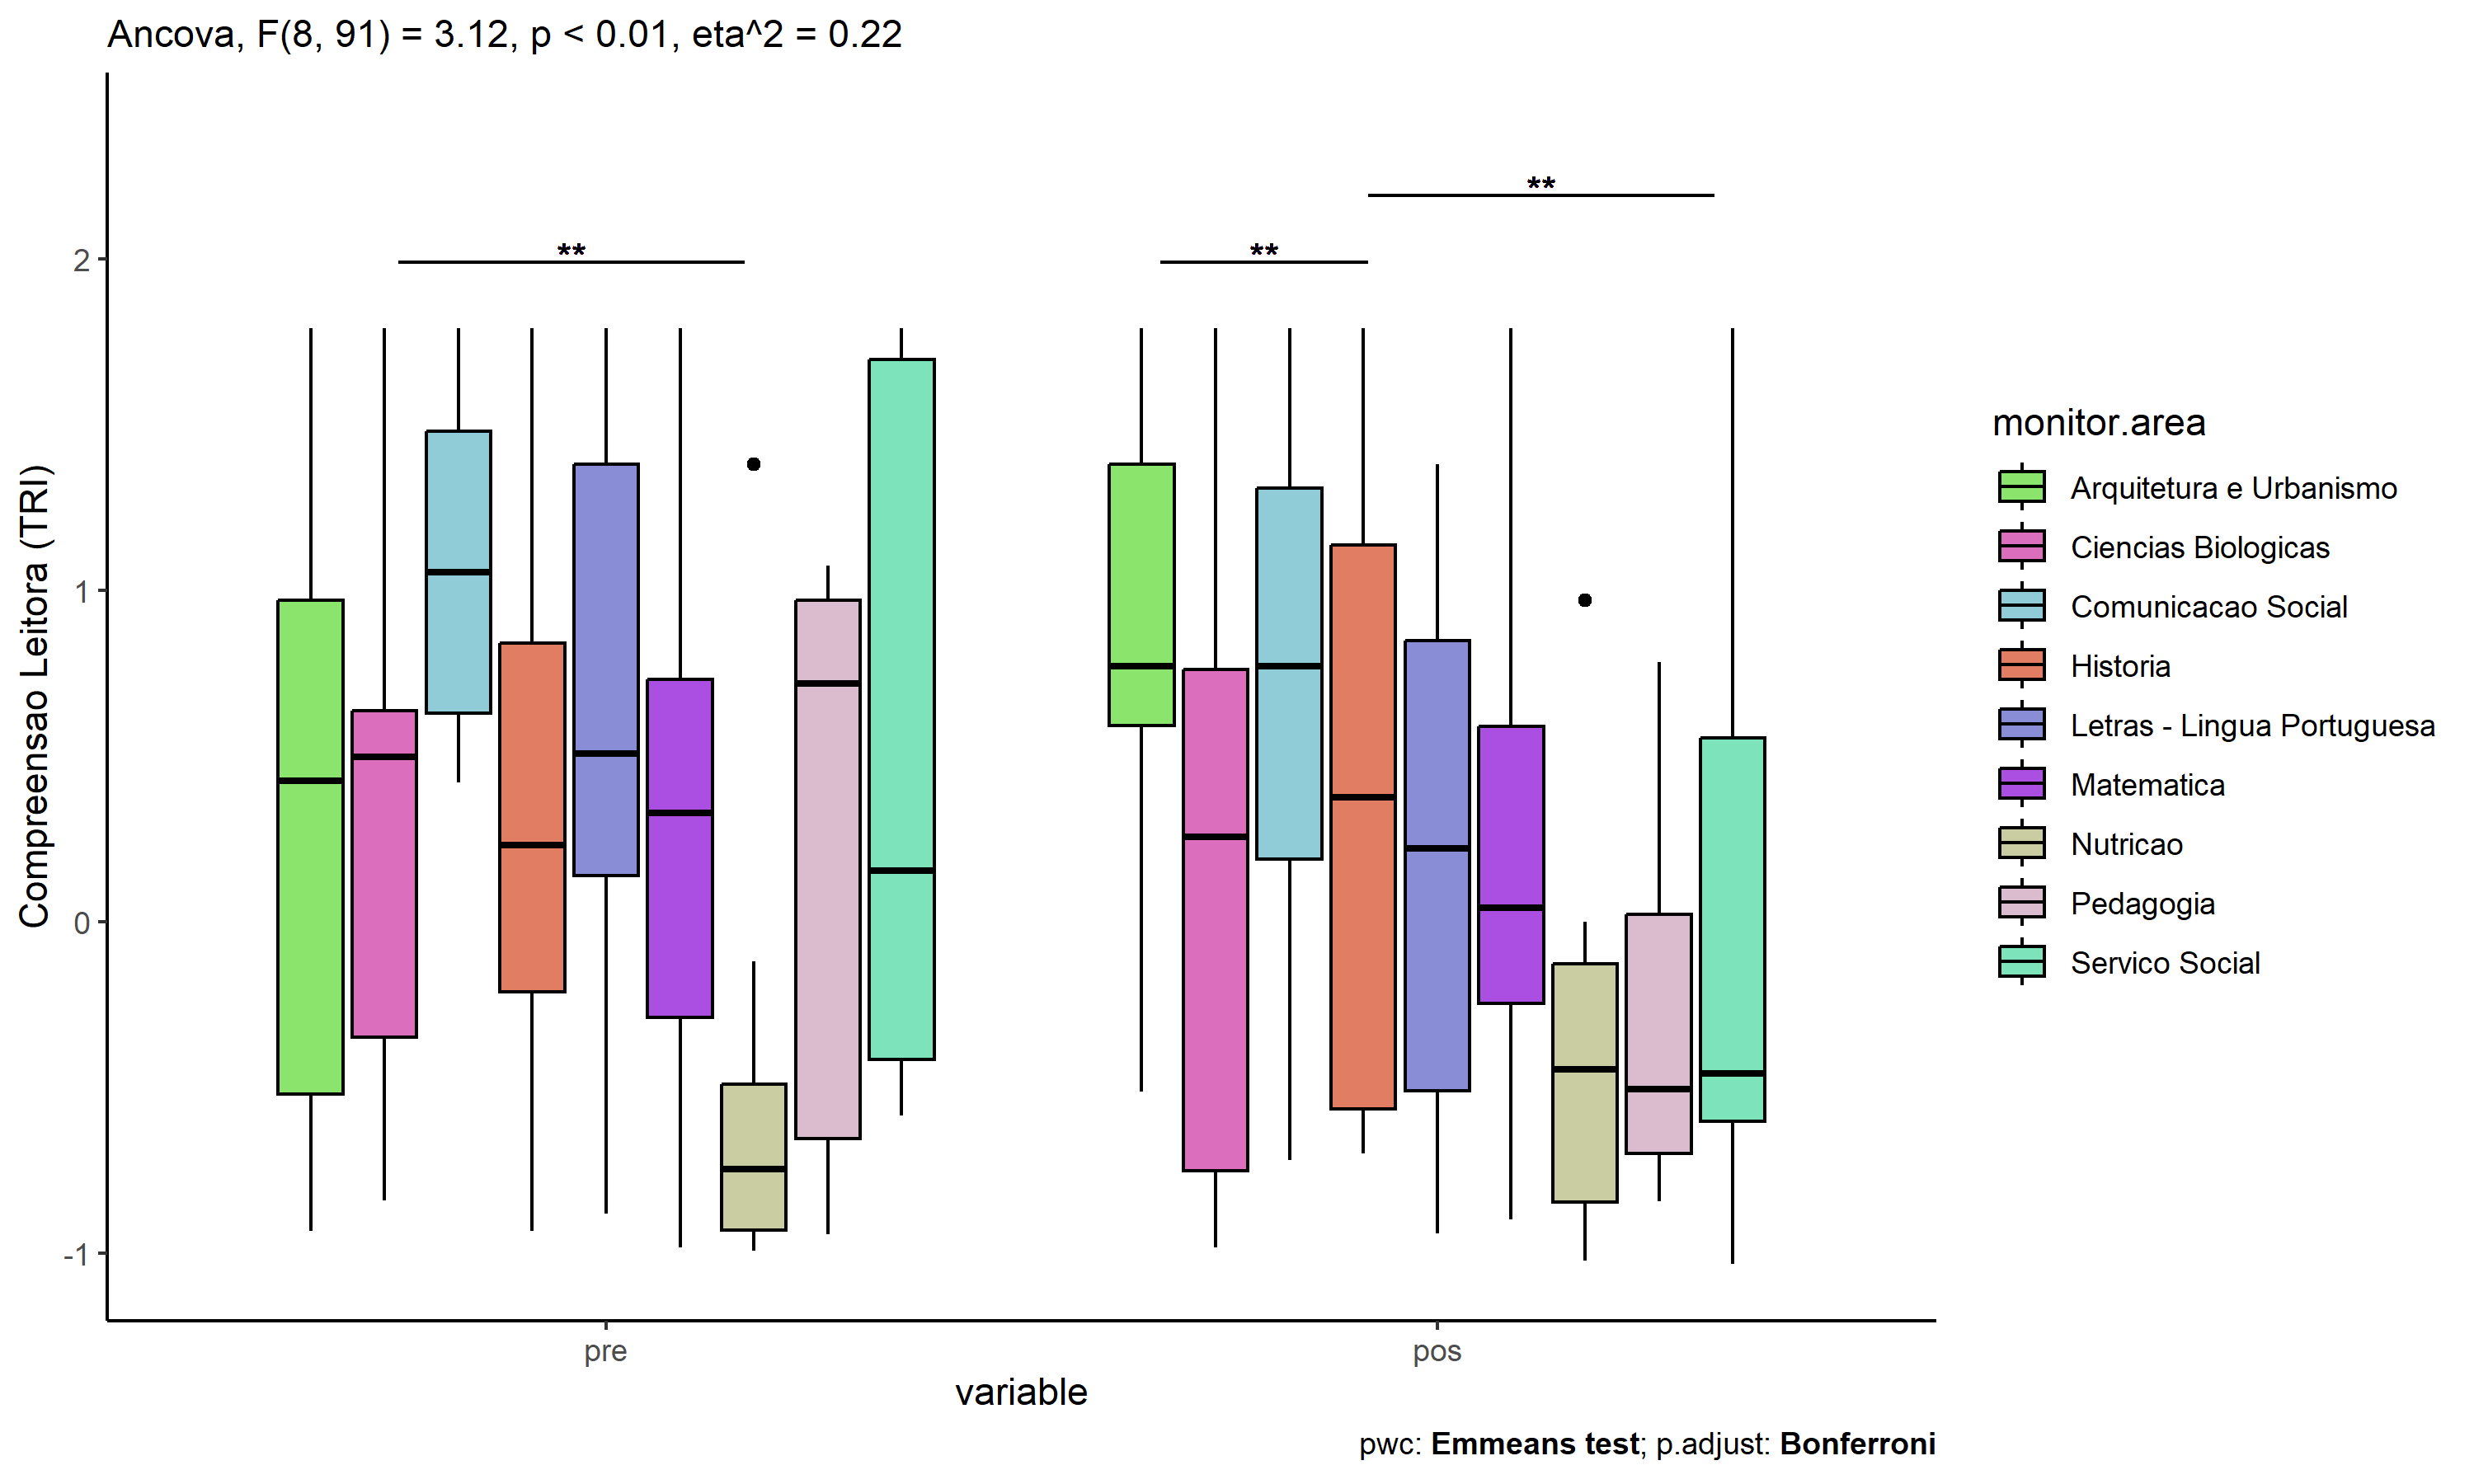 Ancova, F(8, 91) = 3.12, p < 0.01, eta^2 = 0.22
Compreensao Leitora (TRI)
2
1
0
-1
**
**
**
pre
pos
variable
monitor.area
Arquitetura e Urbanismo
Ciencias Biologicas
Comunicacao Social
Historia
Letras - Lingua Portuguesa
Matematica
Nutricao
Pedagogia
Servico Social
pwc: Emmeans test; p.adjust: Bonferroni